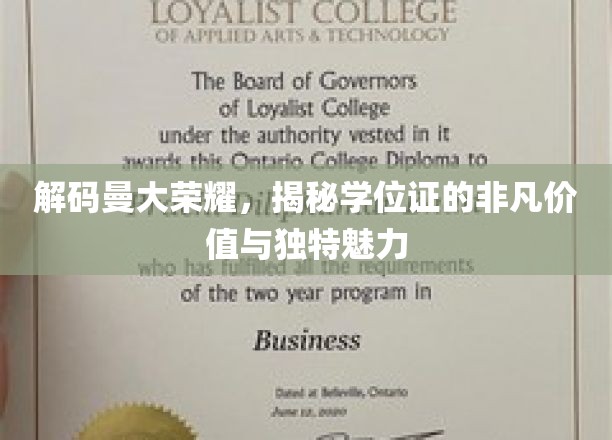 LOYALIST COLLEGE
OF APPLIED ARTS & TECHNOLOGY
The Board of Governors
of Loyalist College
under the authority vested in it
awards this Ontario College Diploma to
解码曼大荣耀，揭秘学位证的非凡价
值与独特魅力
who has fulfilled all the requirements
of the two year program in
Business
Dated at Belleville, Ontario
June 12, 2020